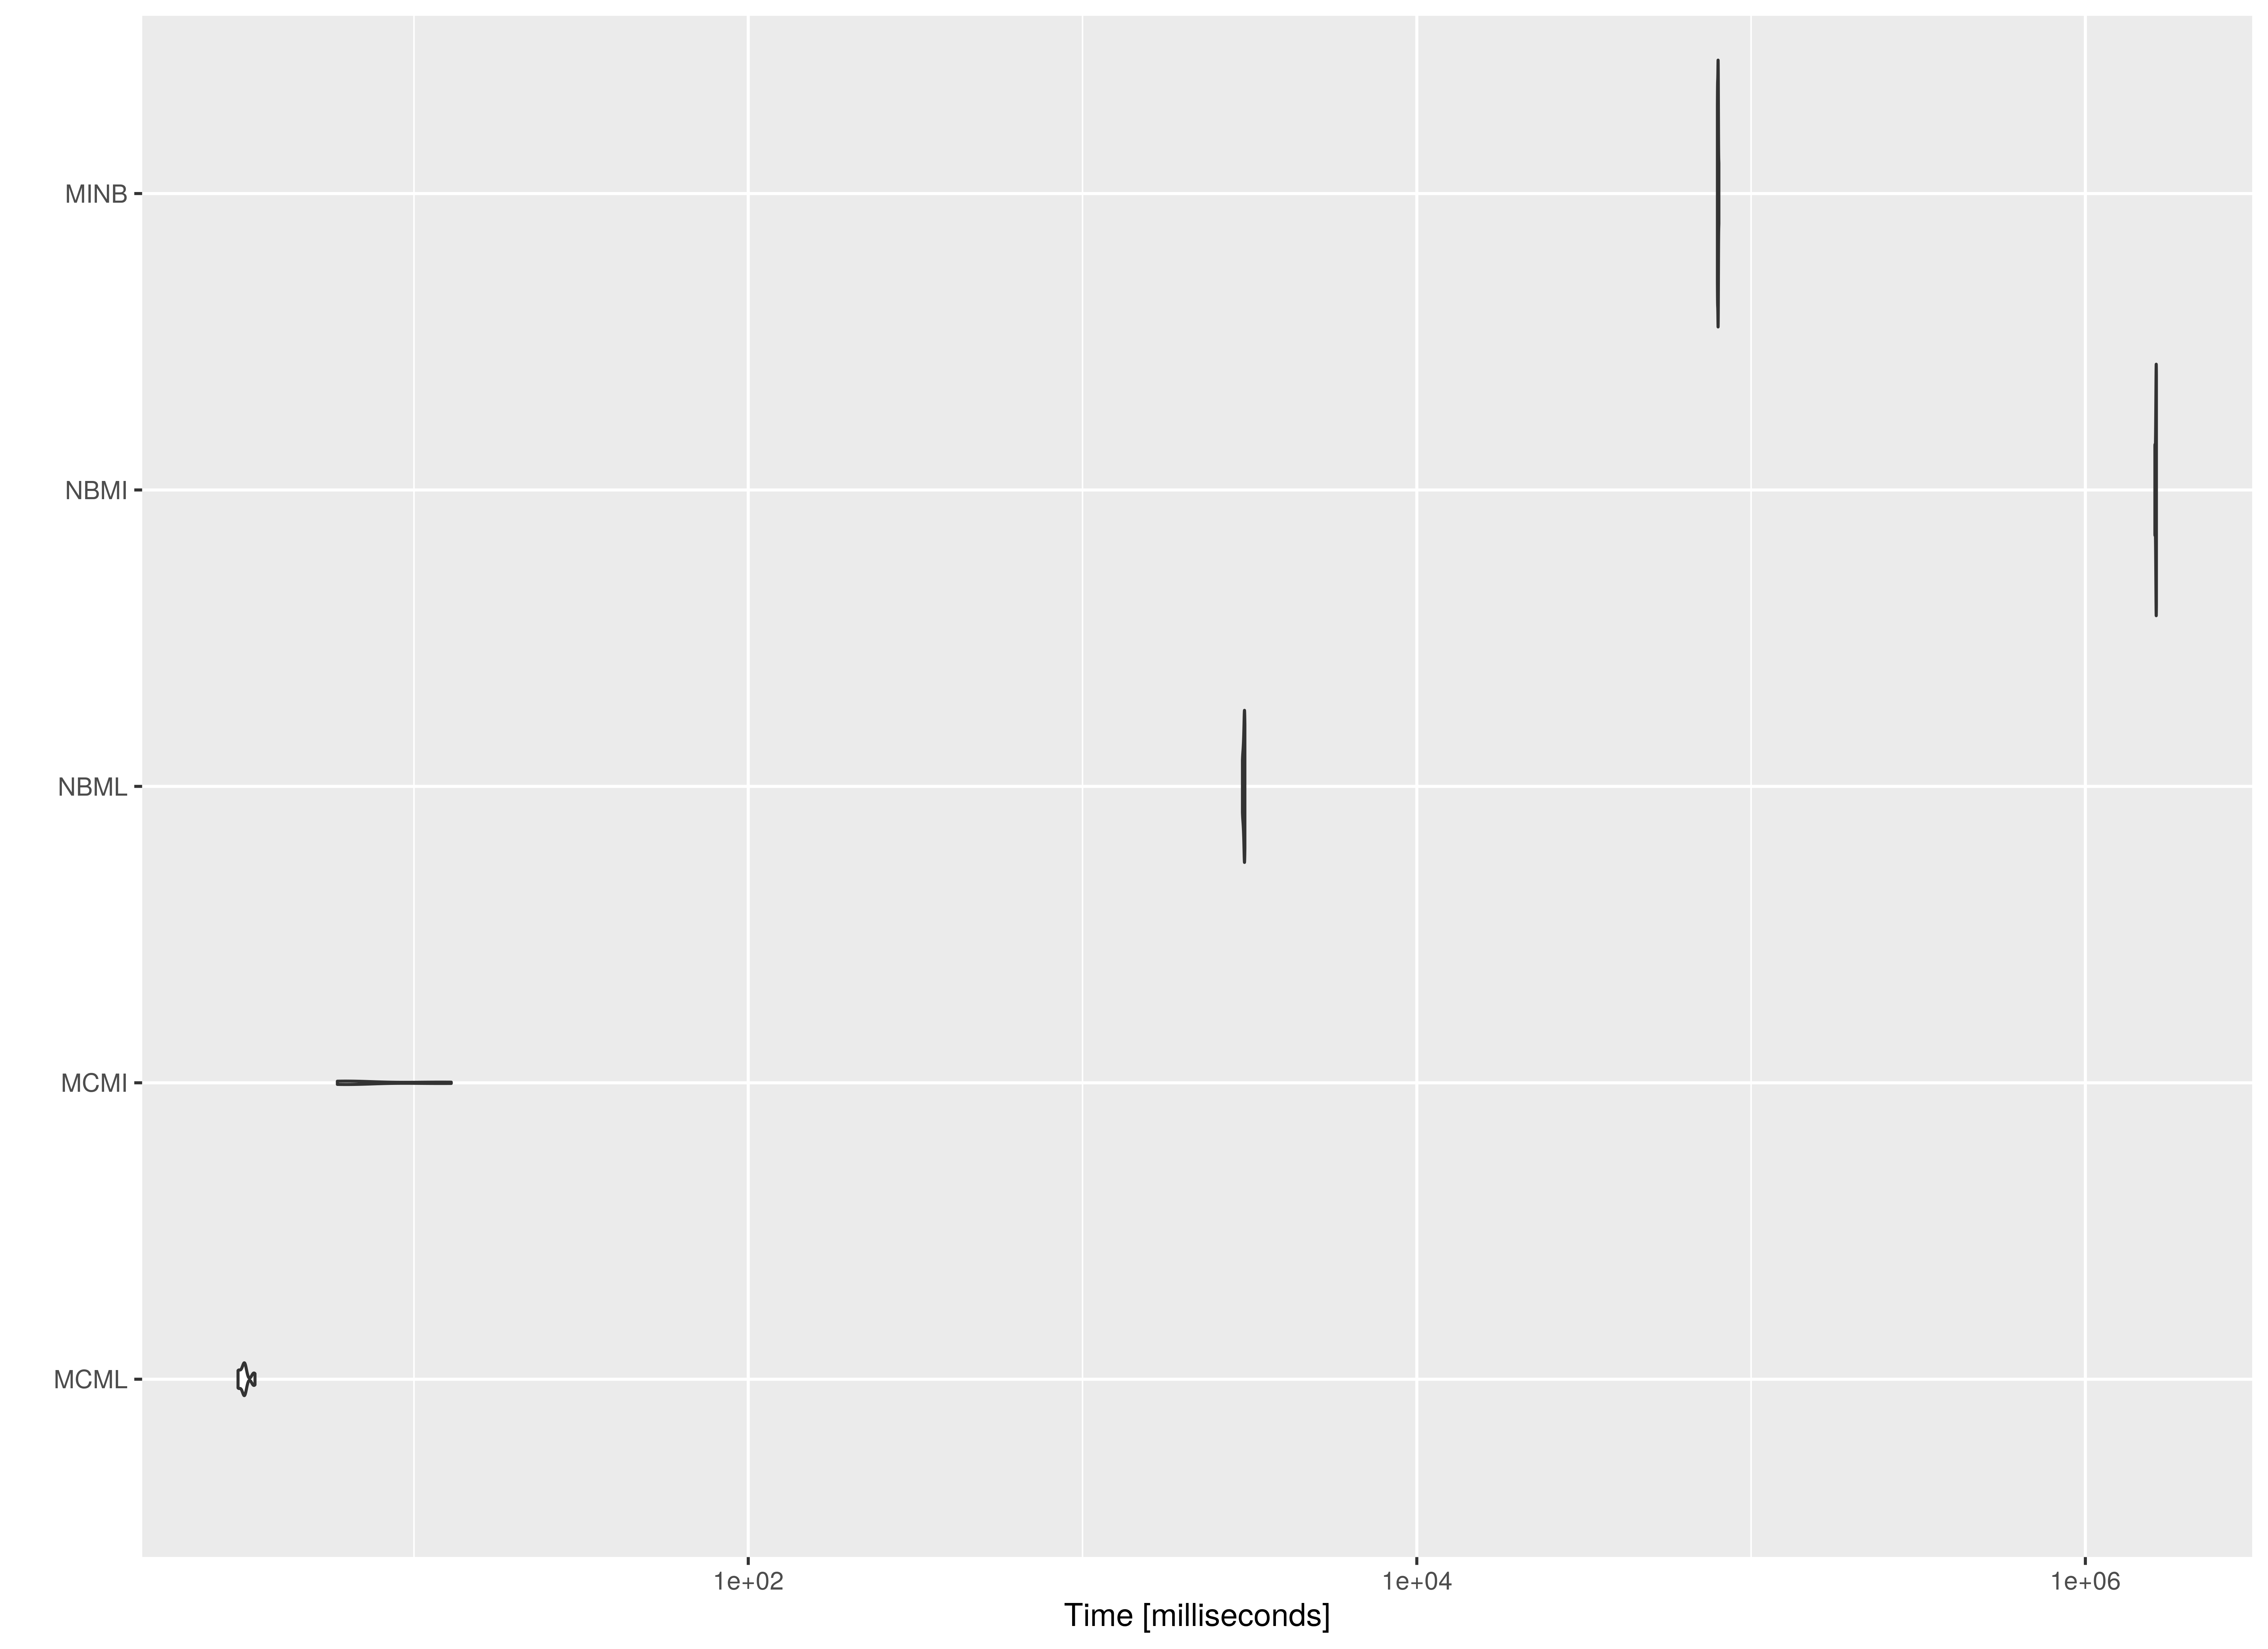 MINB
NBMI
NBML
MCMI
MCML
1e+02 1e+04 1e+06
Time [milliseconds]